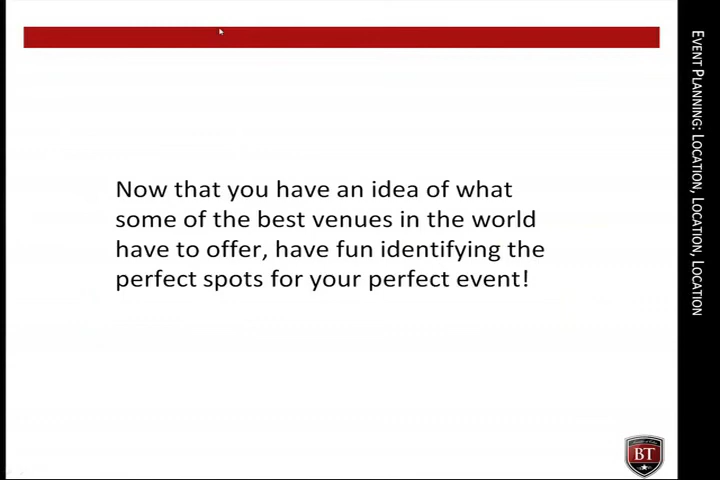 Now that you have an idea of what
some of the best venues in the world
have to offer, have fun identifying the
perfect spots for your perfect event!
EVENT PLANNING: LOCATION, LOCATION, LOCATION
BT